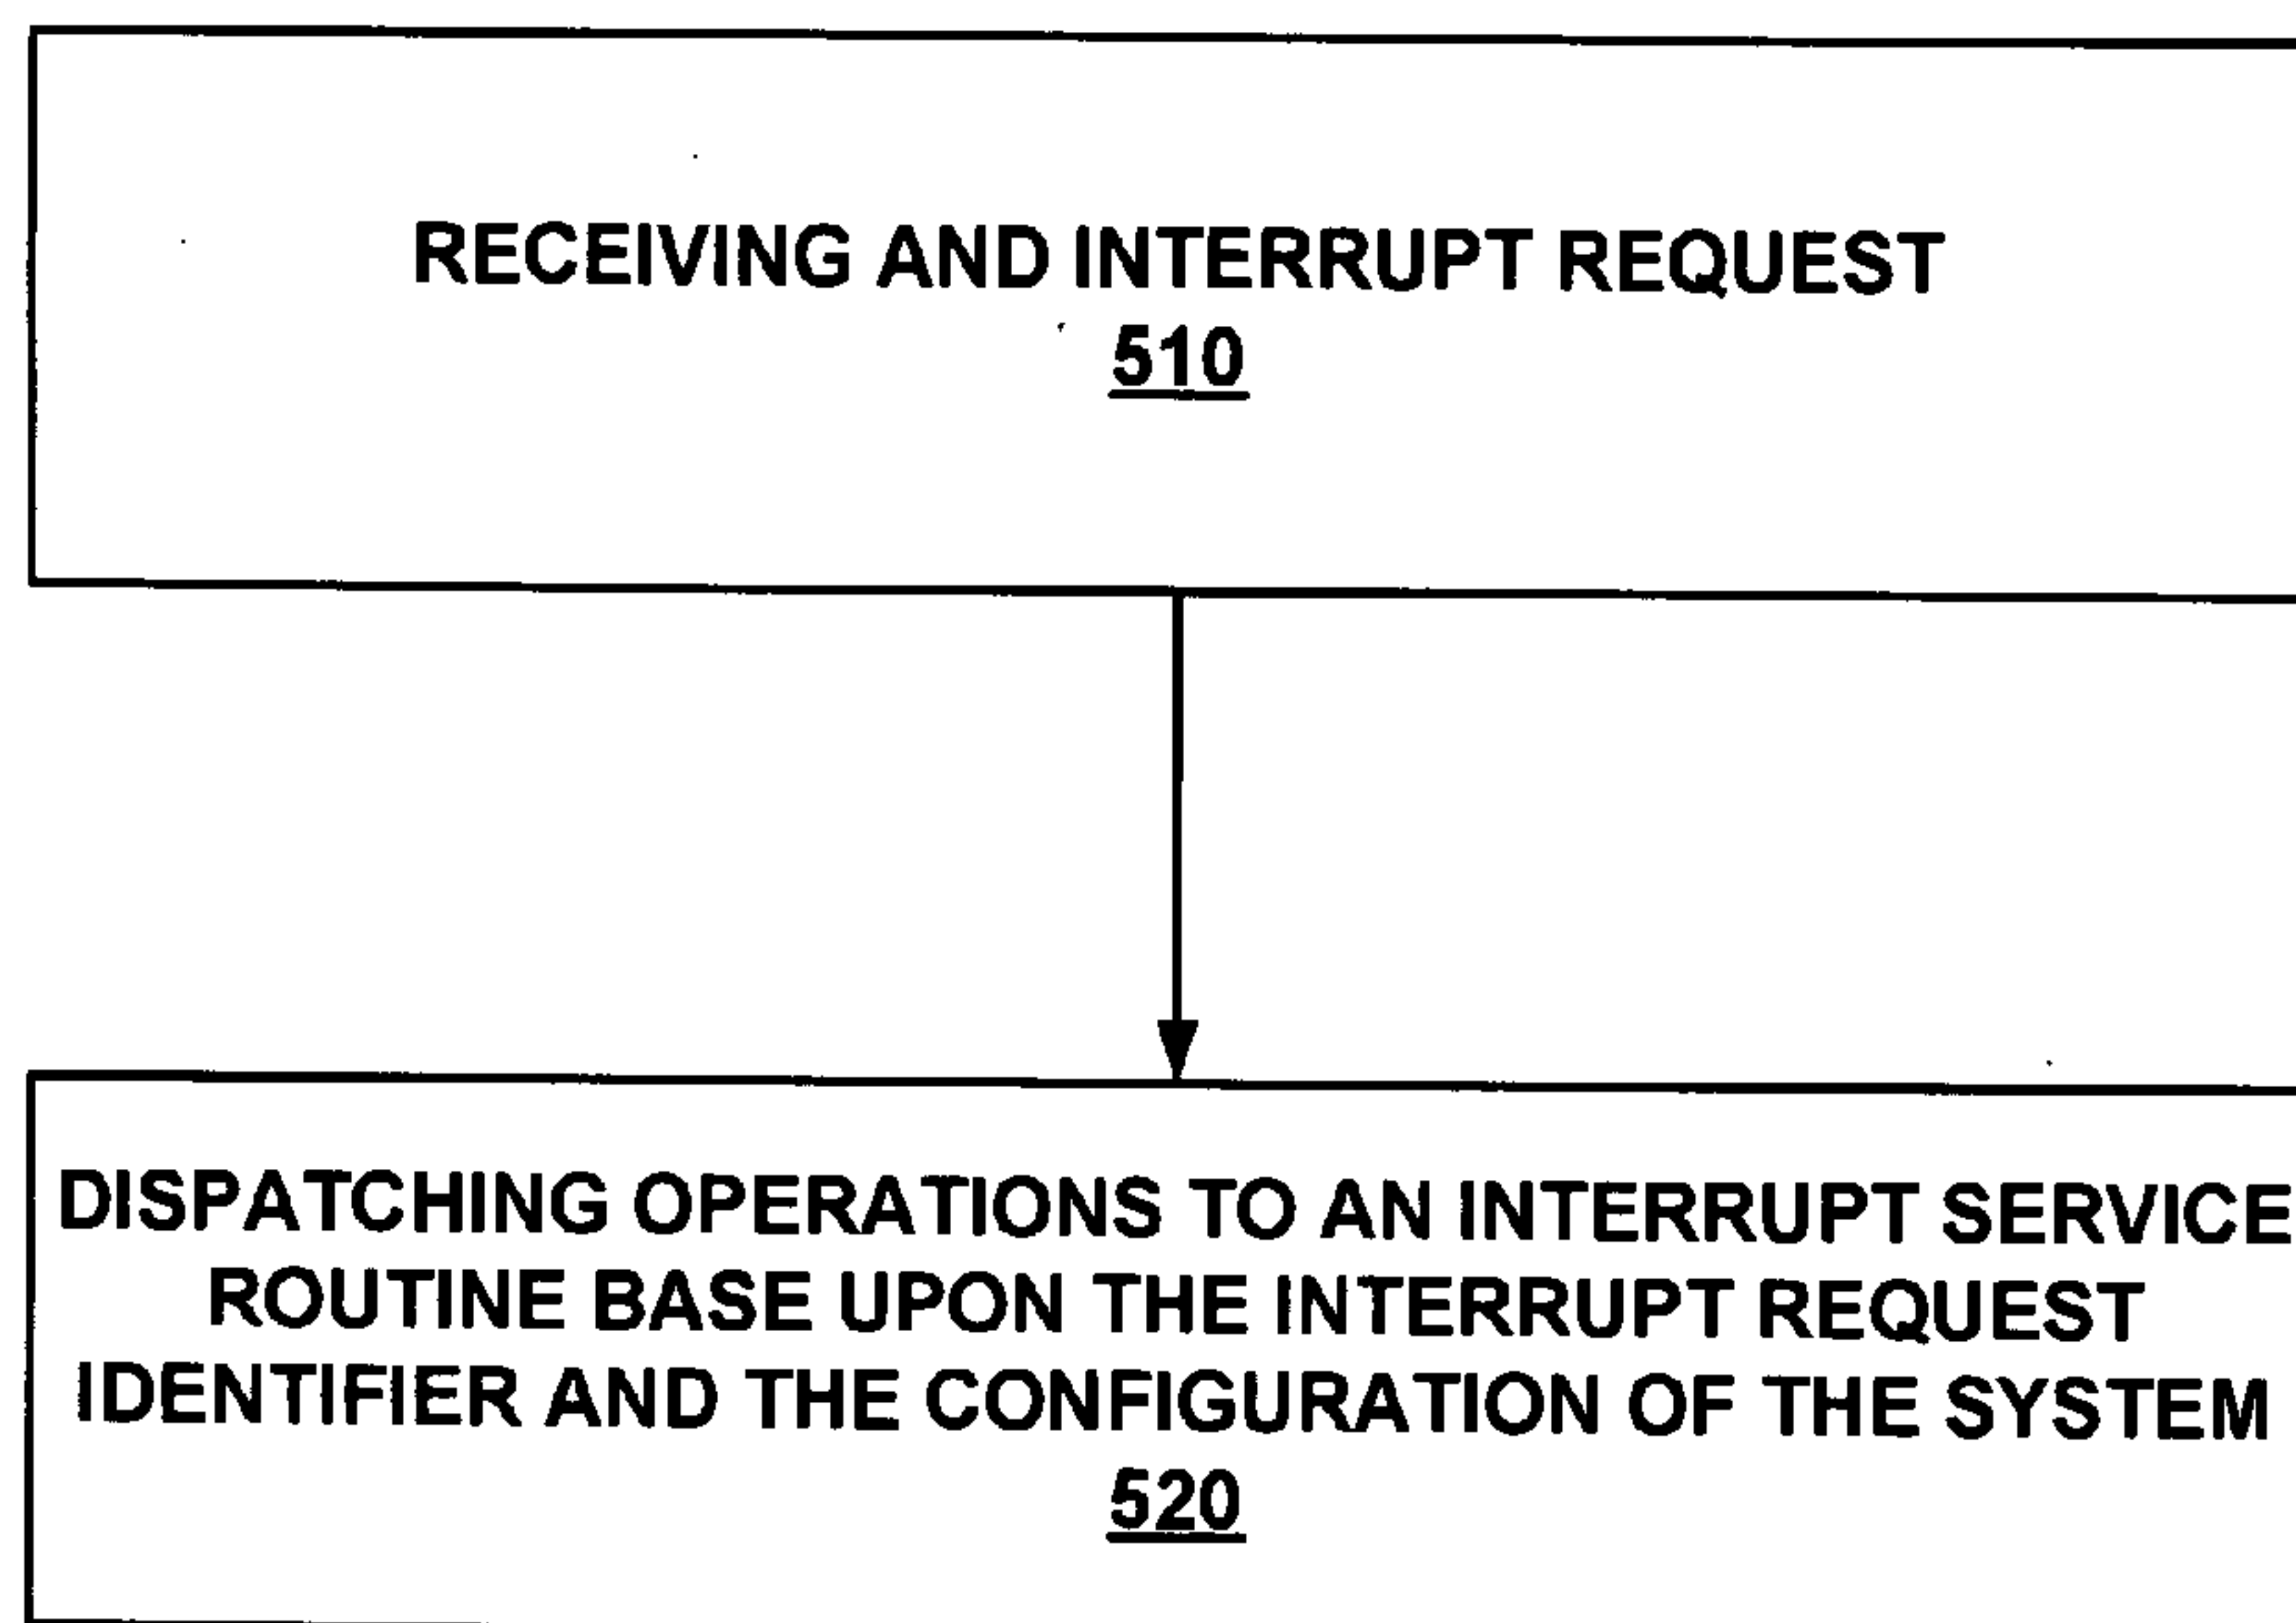 RECEIVING AND INTERRUPT REQUEST
510
DISPATCHING OPERATIONS TO AN INTERRUPT SERVICE
ROUTINE BASE UPON THE INTERRUPT REQUEST
IDENTIFIER AND THE CONFIGURATION OF THE SYSTEM
520